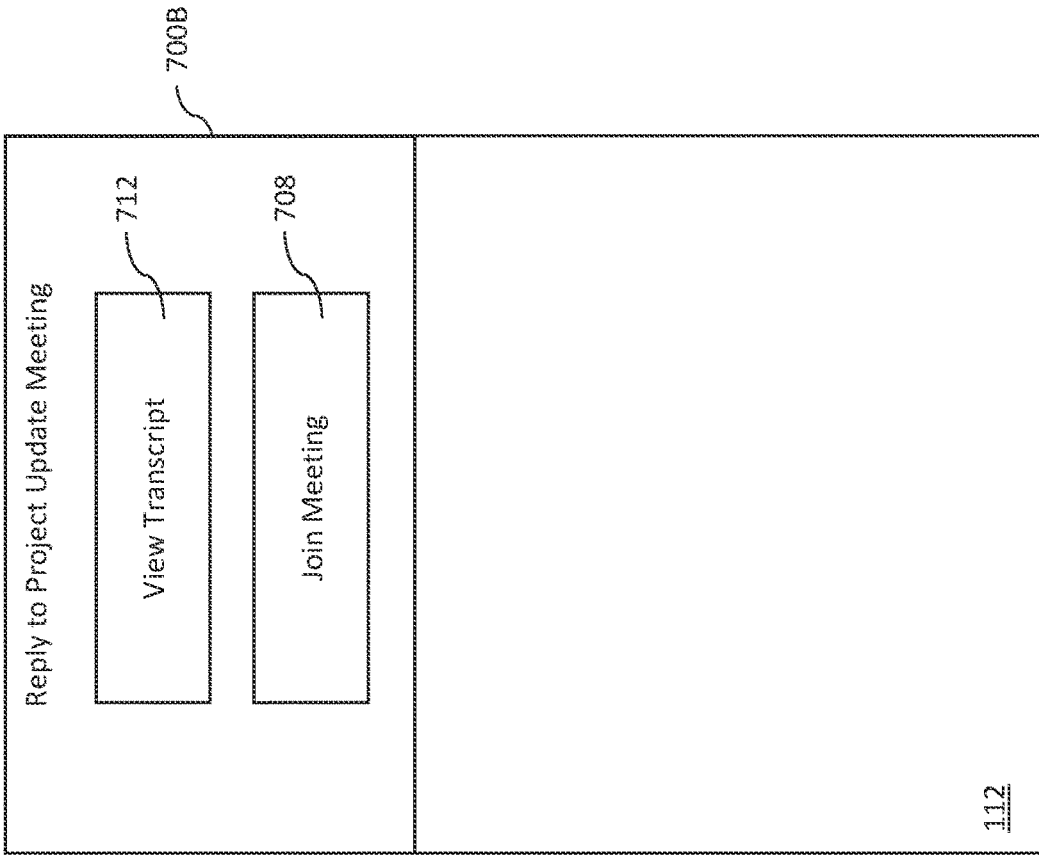 Reply to Project Update Meeting
View Transcript
712
Join Meeting
708
700B
112